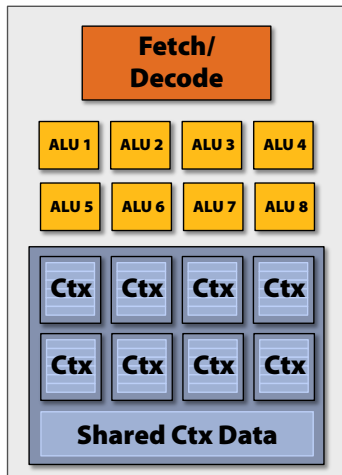 Fetch/
Decode
ALU 1 ALU 2 ALU 3 ALU 4
ALU 5 ALU 6 ALU 7 ALU 8
Ctx Ctx Ctx Ctx
Ctx Ctx Ctx Ctx
Shared Ctx Data